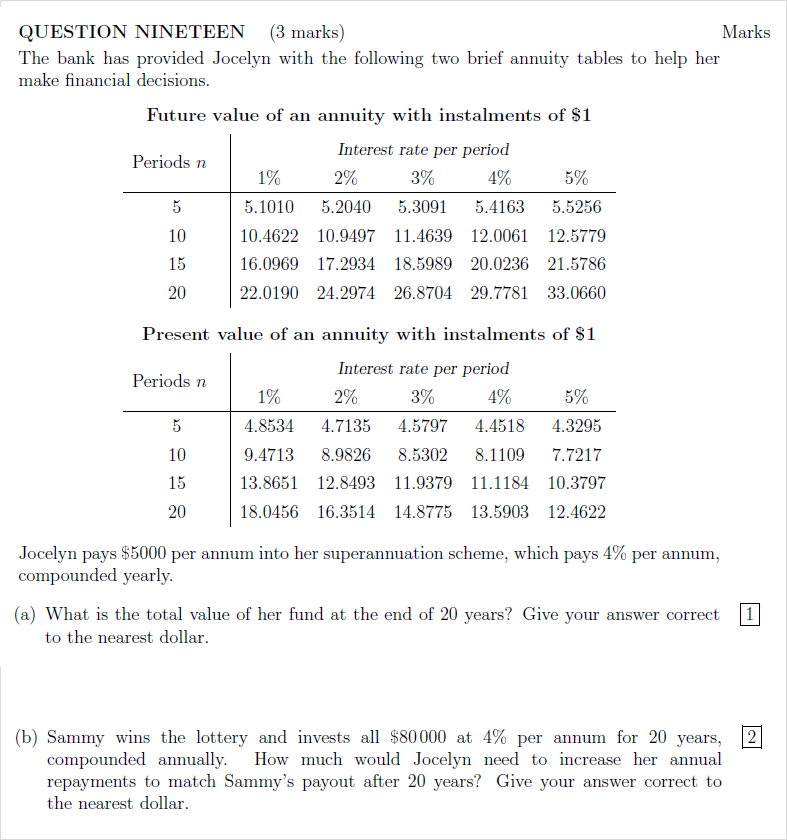 QUESTION NINETEEN (3 marks) Marks
The bank has provided Jocelyn with the following two brief annuity tables to help her
make financial decisions.
Future value of an annuity with instalments of $1
Interest rate per period
Periods n
1% 2% 3% 4% 5%
5 5.1010 5.2040 5.3091 5.4163 5.5256
10 10.4622 10.9497 11.4639 12.0061 12.5779
15 16.0969 17.2934 18.5989 20.0236 21.5786
20 22.0190 24.2974 26.8704 29.7781 33.0660
Present value of an annuity with instalments of $1
Interest rate per period
Periods n
1% 2% 3% 4% 5%
5 4.8534 4.7135 4.5797 4.4518 4.3295
10 9.4713 8.9826 8.5302 8.1109 7.7217
15 13.8651 12.8493 11.9379 11.1184 10.3797
20 18.0456 16.3514 14.8775 13.5903 12.4622
Jocelyn pays $5000 per annum into her superannuation scheme, which pays 4% per annum,
compounded yearly.
(a) What is the total value of her fund at the end of 20 years? Give your answer correct 1
to the nearest dollar.
(b) Sammy wins the lottery and invests all $80 000 at 4% per annum for 20 years, 2
compounded annually. How much would Jocelyn need to increase her annual
repayments to match Sammy's payout after 20 years? Give your answer correct to
the nearest dollar.